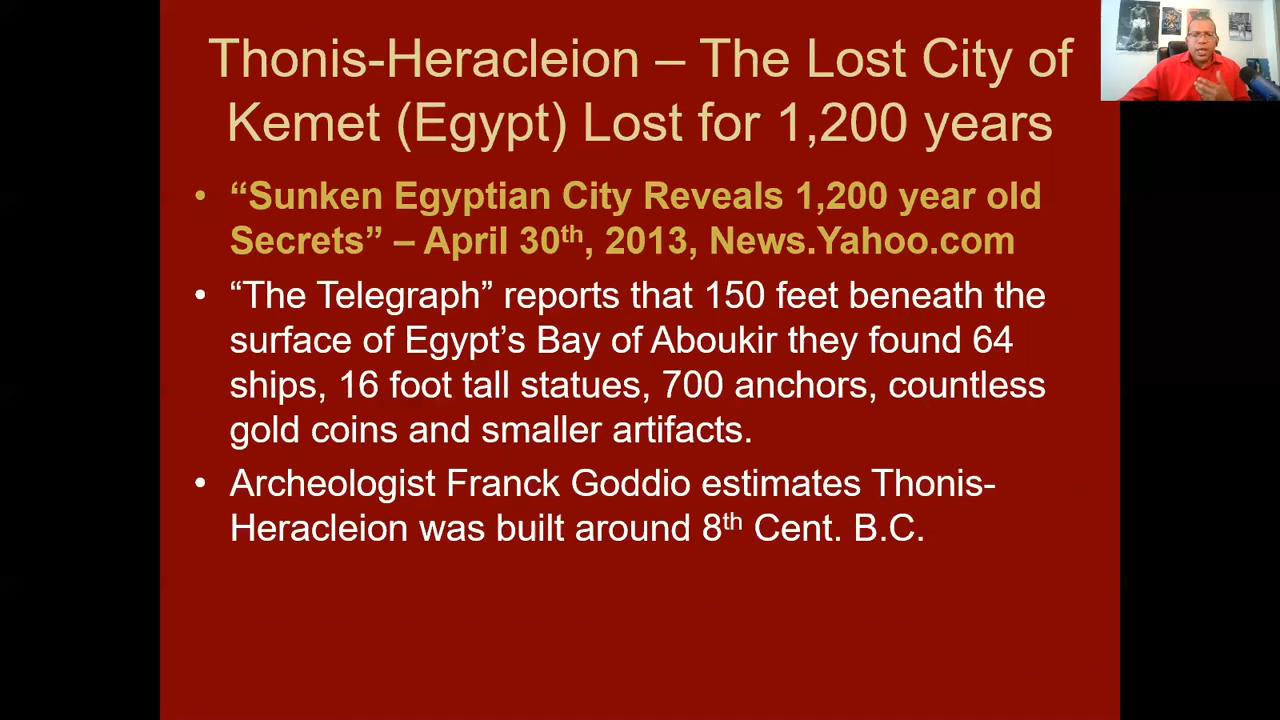 Thonis-Heracleion – The Lost City of
Kemet (Egypt) Lost for 1,200 years
• “Sunken Egyptian City Reveals 1,200 year old
Secrets” – April 30th, 2013, News.Yahoo.com
• “The Telegraph” reports that 150 feet beneath the
surface of Egypt’s Bay of Aboukir they found 64
ships, 16 foot tall statues, 700 anchors, countless
gold coins and smaller artifacts.
• Archeologist Franck Goddio estimates Thonis-
Heracleion was built around 8th Cent. B.C.